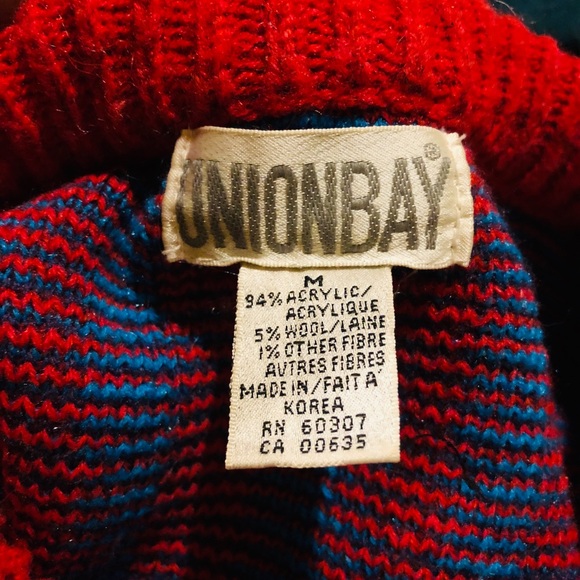 UNIONBAY®
M
94% ACRYLIC/
ACRYLIQUE
5% WOOL/LAINE
1% OTHER FIBRE
AUTRES FIBRES
MADE IN/FAIT A'
KOREA
RN 60307
CA 00635